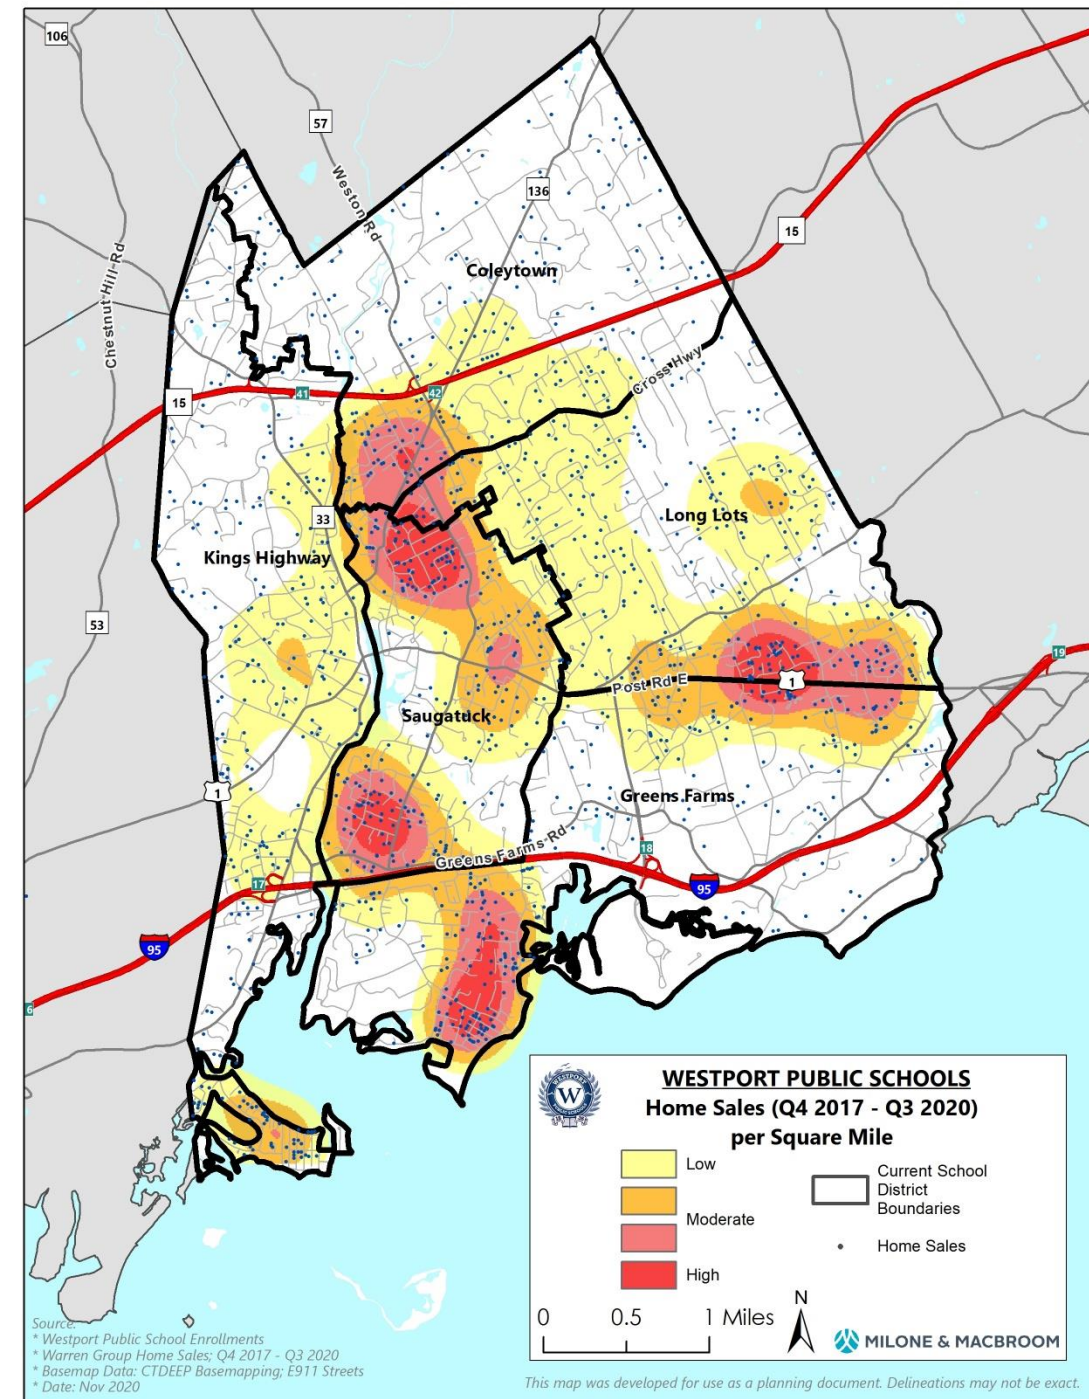 106
57
Weston Rd
136
15
Coleytown
Chestnut Hill Rd
Cross Hwy
15
41
42
33
Long Lots
Kings Highway
53
19
Post Rd E
1
Saugatuck
1
Greens Farms
Greens Farms Rd
18
17
95
95
6
WESTPORT PUBLIC SCHOOLS
Home Sales (Q4 2017 - Q3 2020)
per Square Mile
W
Low
Moderate
High
Current School
District
Boundaries
Home Sales
0 0.5 1 Miles
N
MILONE & MACBROOM
Source:
* Westport Public School Enrollments
* Warren Group Home Sales; Q4 2017 - Q3 2020
* Basemap Data: CTDEEP Basemapping; E911 Streets
* Date: Nov 2020
This map was developed for use as a planning document. Delineations may not be exact.